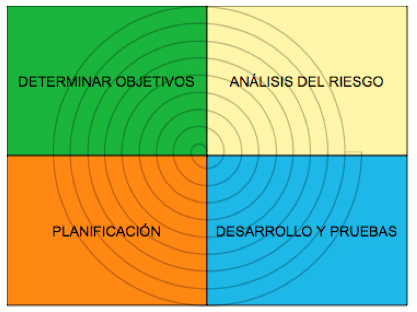 DETERMINAR OBJETIVOS
ANÁLISIS DEL RIESGO
PLANIFICACIÓN
DESARROLLO Y PRUEBAS